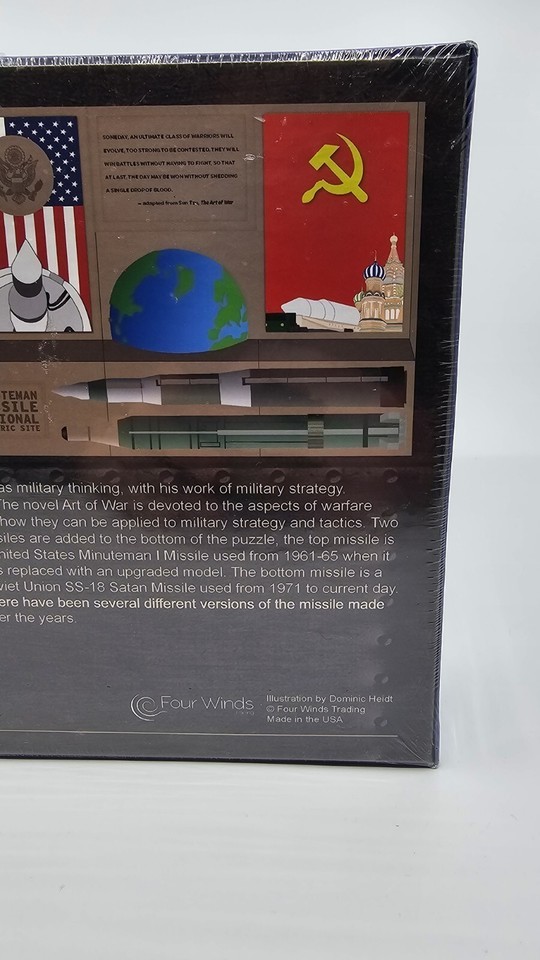 SOMEDAY, AN ULTIMATE CLASS OF WARRIORS WILL
EVOLVE, TOO STRONG TO BE CONTESTED. THEY WILL
WIN BATTLES WITHOUT HAVING TO FIGHT, SO THAT
AT LAST, THE DAY MAY BE WON WITHOUT SHEDDING
A SINGLE DROP OF BLOOD.
— adapted from Sun Tzu, The Art of War
TEMAN
SILE
IONAL
RIC SITE
as military thinking, with his work of military strategy.
The novel Art of War is devoted to the aspects of warfare
how they can be applied to military strategy and tactics. Two
siles are added to the bottom of the puzzle, the top missile is
nited States Minuteman I Missile used from 1961-65 when it
s replaced with an upgraded model. The bottom missile is a
viet Union SS-18 Satan Missile used from 1971 to current day.
ere have been several different versions of the missile made
er the years.
Four Winds
Illustration by Dominic Heidt
© Four Winds Trading
Made in the USA